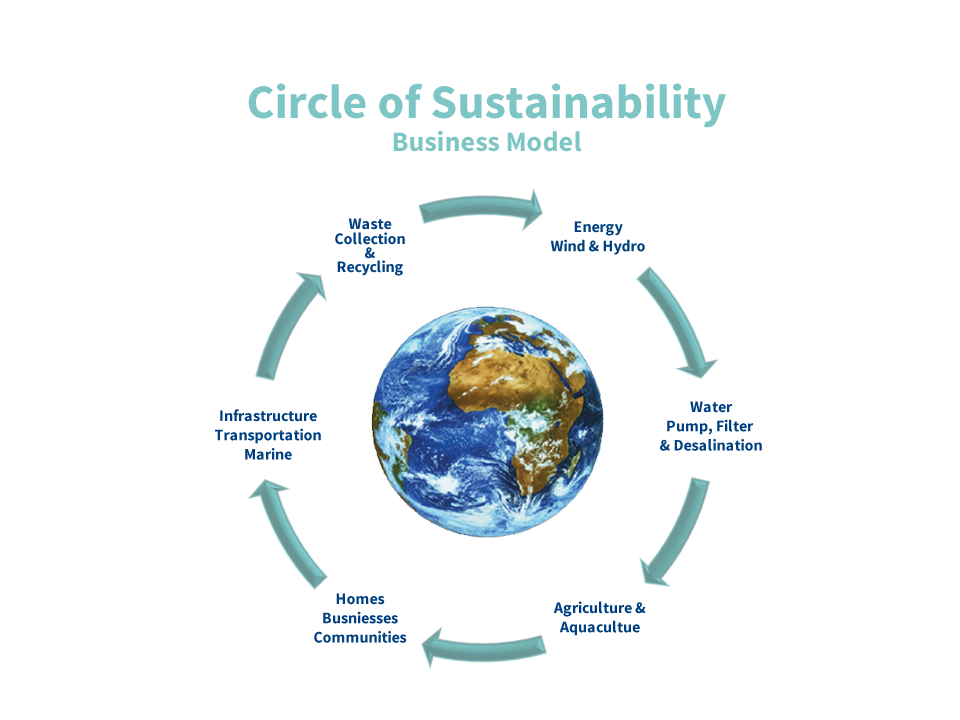 Circle of Sustainability
Business Model
Waste
Collection
&
Recycling
Energy
Wind & Hydro
Water
Pump, Filter
& Desalination
Agriculture &
Aquacultue
Homes
Busniesses
Communities
Infrastructure
Transportation
Marine